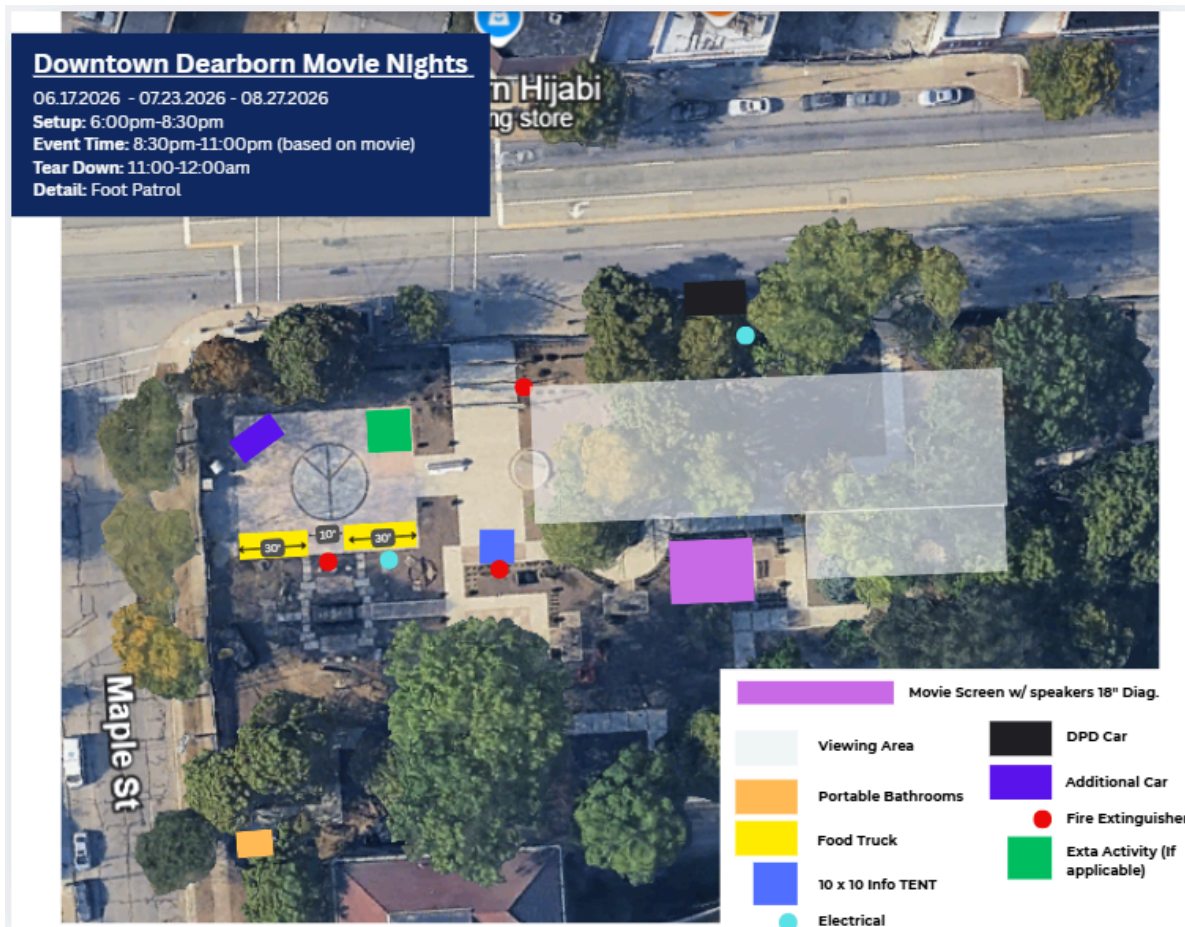 Downtown Dearborn Movie Nights
06.17.2026 - 07.23.2026 - 08.27.2026
Setup: 6:00pm-8:30pm
Event Time: 8:30pm-11:00pm (based on movie)
Tear Down: 11:00-12:00am
Detail: Foot Patrol
n Hijabi
ng store
30'
10'
30'
Maple St
Movie Screen w/ speakers 18" Diag.
Viewing Area
Portable Bathrooms
Food Truck
10 x 10 Info TENT
Electrical
DPD Car
Additional Car
Fire Extinguisher
Exta Activity (If
applicable)